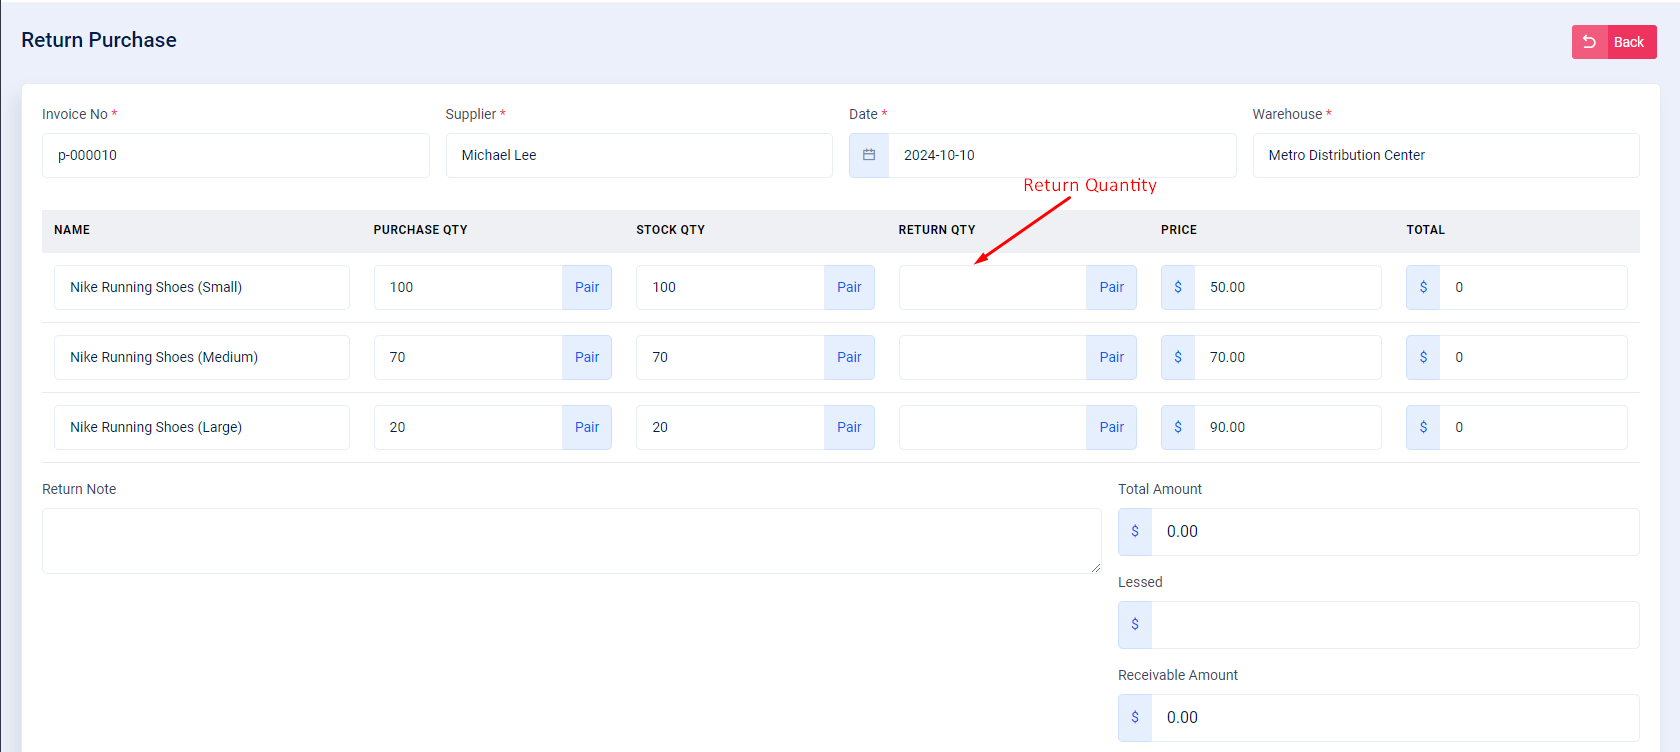 Return Purchase
Back
Invoice No *
Supplier *
Date *
Warehouse *
p-000010
Michael Lee
2024-10-10
Metro Distribution Center
Return Quantity
NAME PURCHASE QTY STOCK QTY RETURN QTY PRICE TOTAL
Nike Running Shoes (Small) 100 Pair 100 Pair Pair $ 50.00 $ 0
Nike Running Shoes (Medium) 70 Pair 70 Pair Pair $ 70.00 $ 0
Nike Running Shoes (Large) 20 Pair 20 Pair Pair $ 90.00 $ 0
Return Note
Total Amount
$ 0.00
Lessed
$
Receivable Amount
$ 0.00